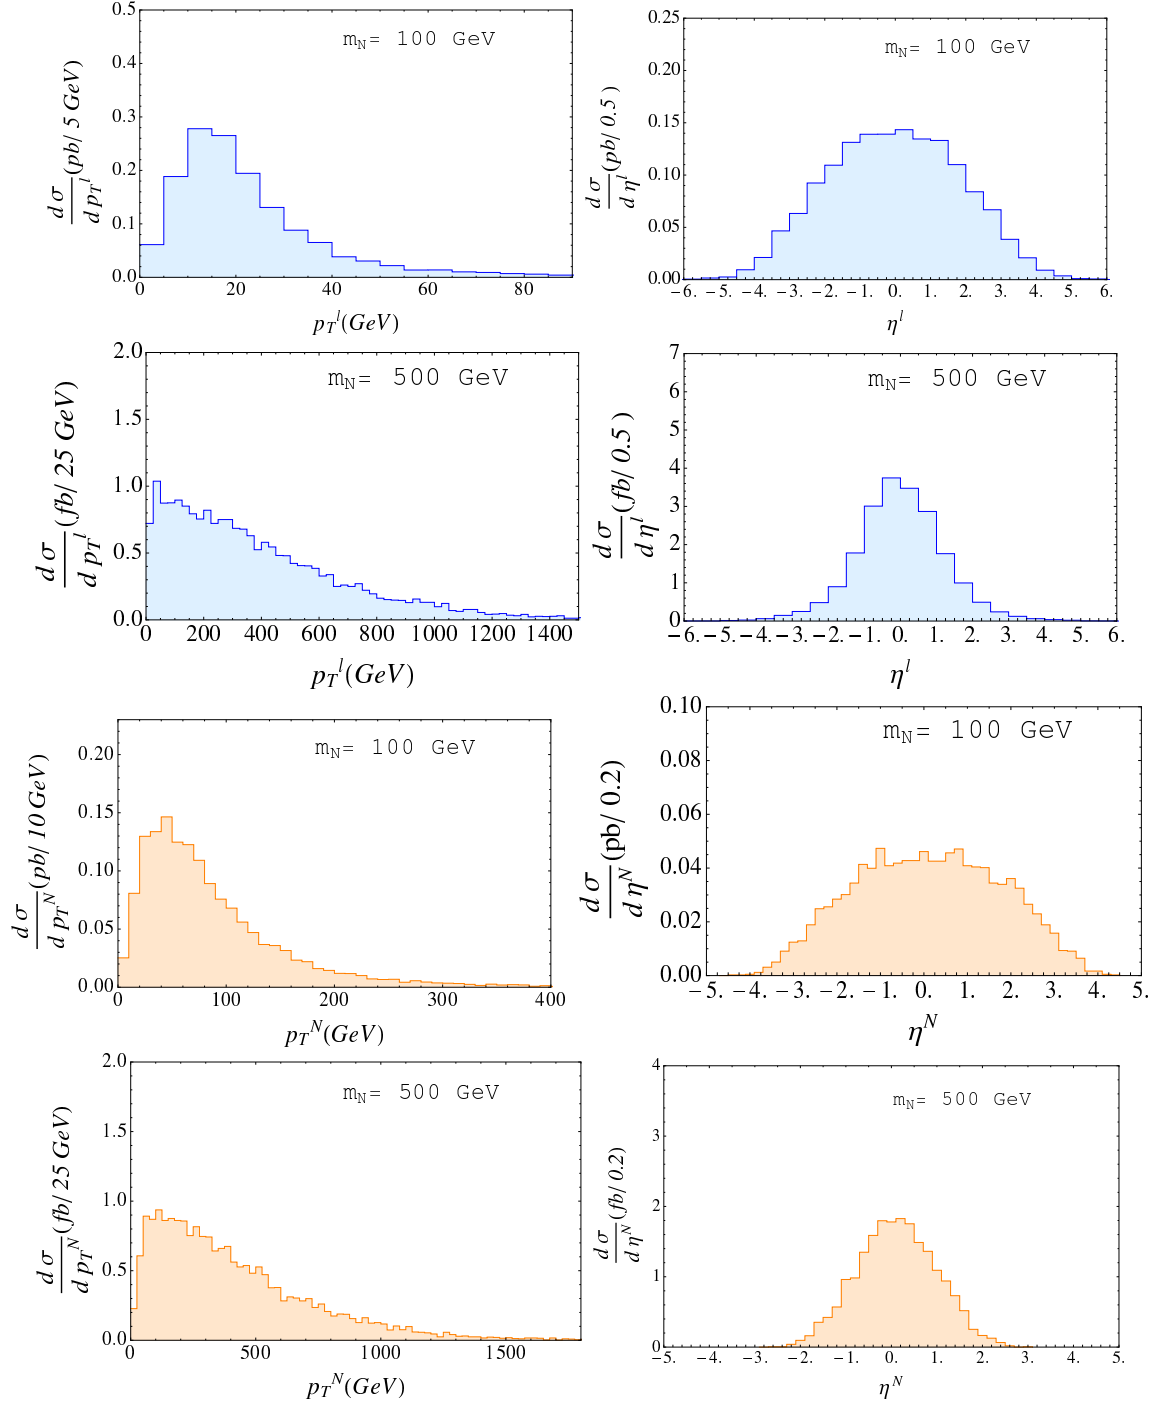 m_N= 100 GeV
dσ/dp_T^l (pb/ 5 GeV)
0.5
0.4
0.3
0.2
0.1
0.0
0 20 40 60 80
p_T^l (GeV)
m_N= 100 GeV
dσ/dη^l (pb/ 0.5 )
0.25
0.20
0.15
0.10
0.05
0.00
−6. −5. −4. −3. −2. −1. 0. 1. 2. 3. 4. 5. 6.
η^l
m_N= 500 GeV
dσ/dp_T^l (fb/ 25 GeV)
2.0
1.5
1.0
0.5
0.0
0 200 400 600 800 1000 1200 1400
p_T^l (GeV)
m_N= 500 GeV
dσ/dη^l (fb/ 0.5 )
7
6
5
4
3
2
1
0
−6. −5. −4. −3. −2. −1. 0. 1. 2. 3. 4. 5. 6.
η^l
m_N= 100 GeV
dσ/dp_T^N (pb/ 10 GeV)
0.20
0.15
0.10
0.05
0.00
0 100 200 300 400
p_T^N (GeV)
m_N= 100 GeV
dσ/dη^N (pb/ 0.2)
0.10
0.08
0.06
0.04
0.02
0.00
−5. −4. −3. −2. −1. 0. 1. 2. 3. 4. 5.
η^N
m_N= 500 GeV
dσ/dp_T^N (fb/ 25 GeV)
2.0
1.5
1.0
0.5
0.0
0 500 1000 1500
p_T^N (GeV)
m_N= 500 GeV
dσ/dη^N (fb/ 0.2)
4
3
2
1
0
−5. −4. −3. −2. −1. 0. 1. 2. 3. 4. 5.
η^N